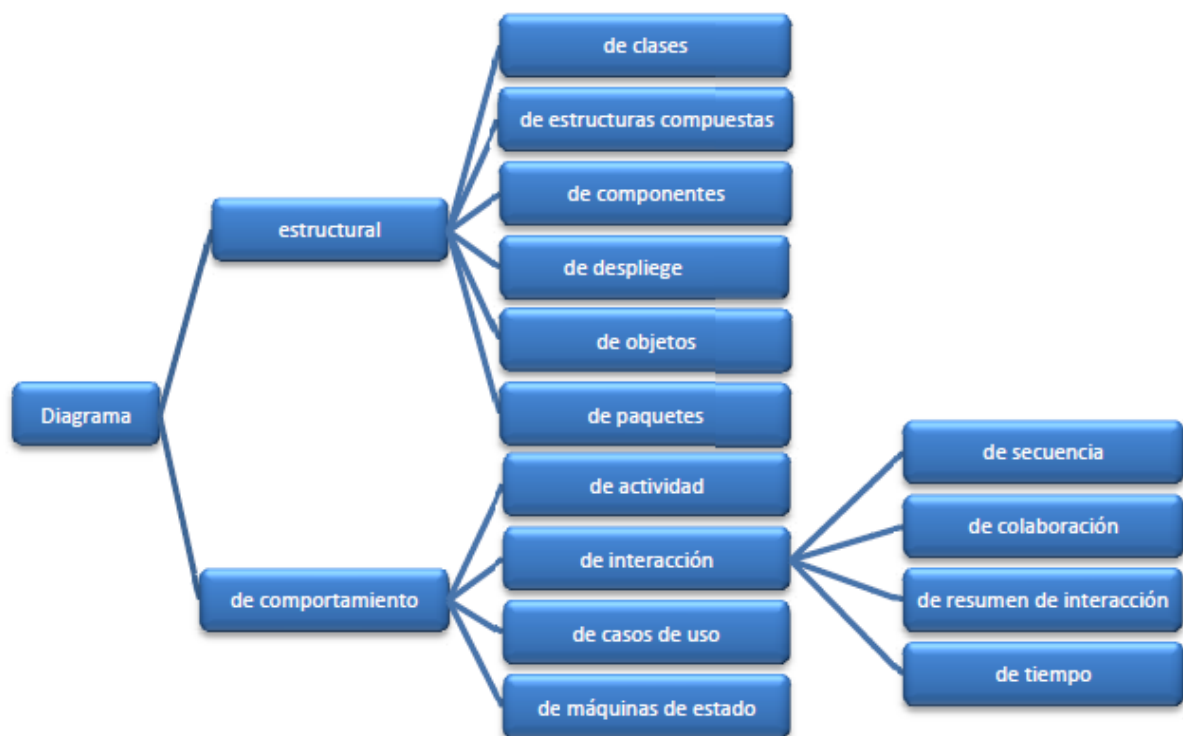 Diagrama
estructural
de clases
de estructuras compuestas
de componentes
de despliege
de objetos
de paquetes
de comportamiento
de actividad
de interacción
de secuencia
de colaboración
de resumen de interacción
de tiempo
de casos de uso
de máquinas de estado